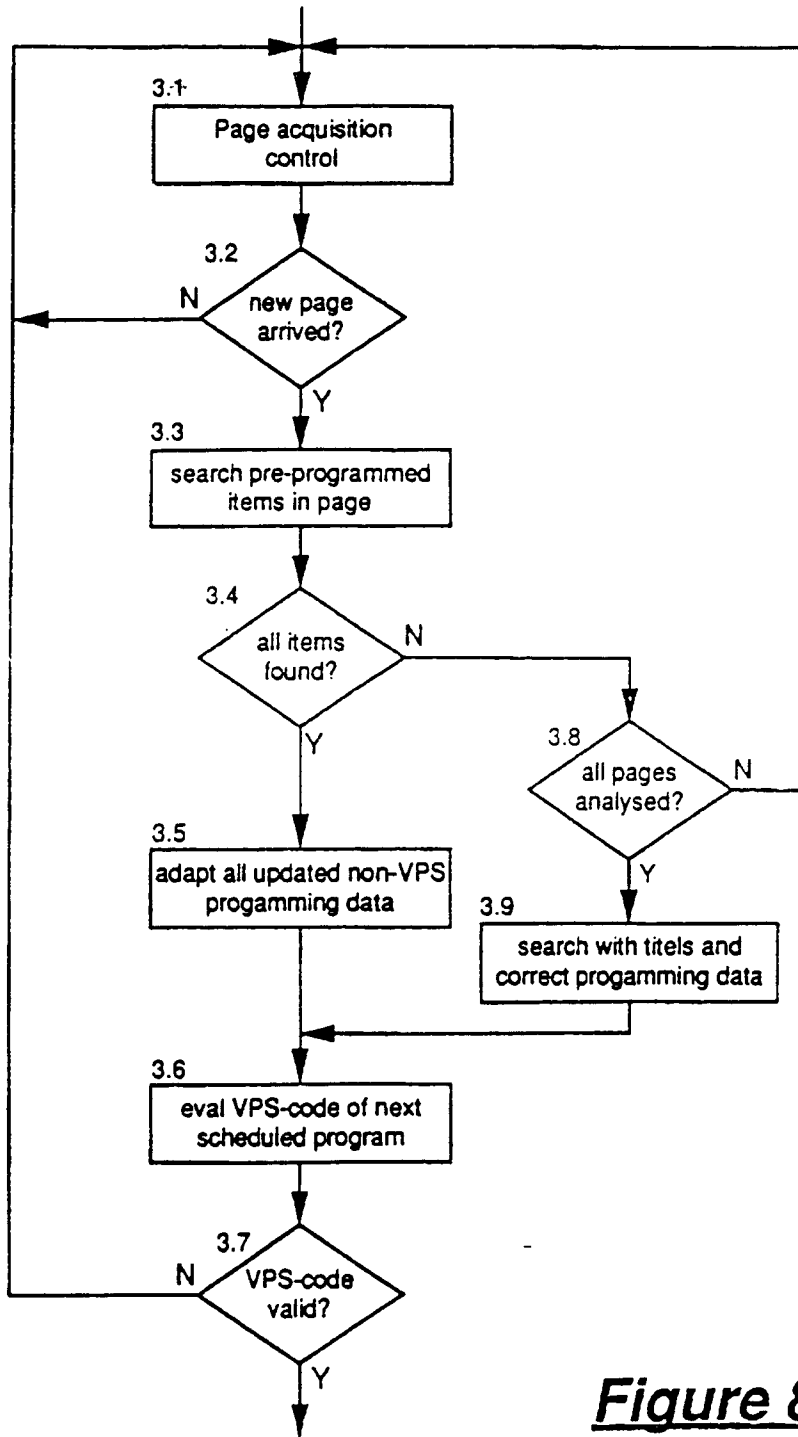 3.1
Page acquisition
control
3.2
N
new page
arrived?
Y
3.3
search pre-programmed
items in page
3.4
N
all items
found?
Y
3.8
all pages
analysed?
N
Y
3.5
adapt all updated non-VPS
progamming data
3.9
search with titels and
correct progamming data
3.6
eval VPS-code of next
scheduled program
3.7
N
VPS-code
valid?
Y
Figure 8